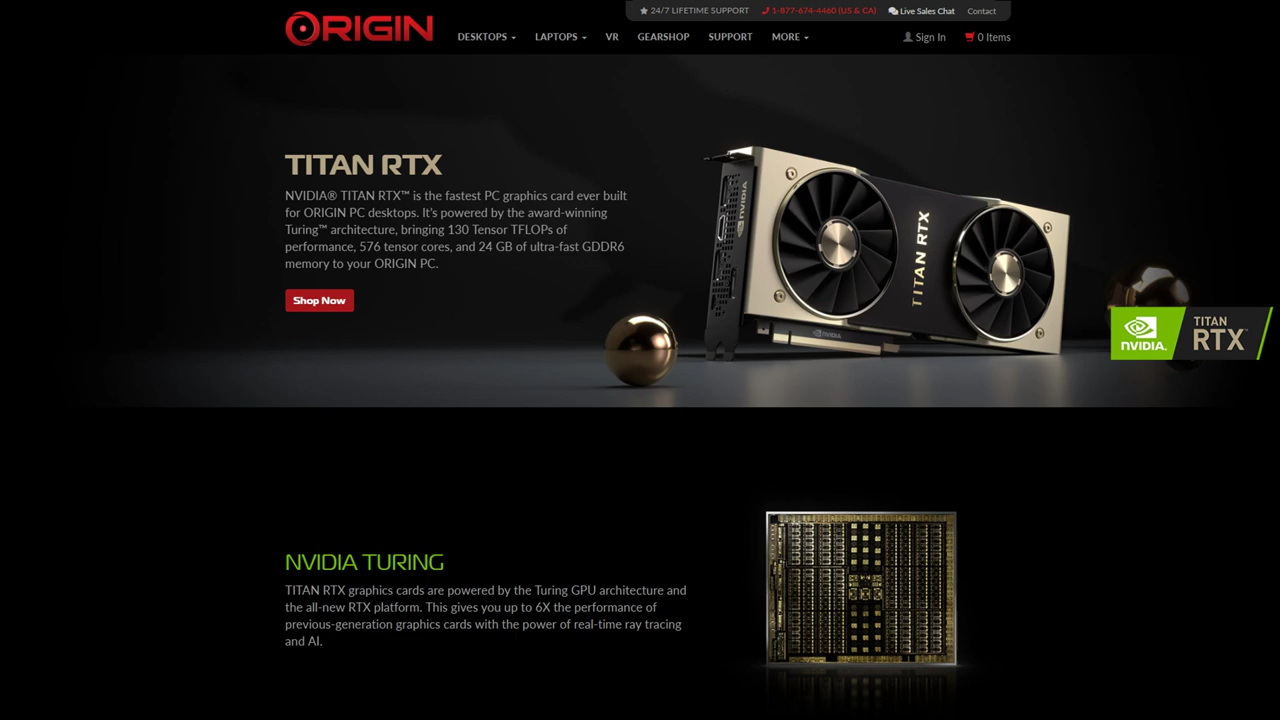 24/7 LIFETIME SUPPORT 1-877-674-4460 (US & CA) Live Sales Chat Contact
ORIGIN
DESKTOPS LAPTOPS VR GEARSHOP SUPPORT MORE Sign In 0 Items
TITAN RTX
NVIDIA® TITAN RTX™ is the fastest PC graphics card ever built
for ORIGIN PC desktops. It's powered by the award-winning
Turing™ architecture, bringing 130 Tensor TFLOPs of
performance, 576 tensor cores, and 24 GB of ultra-fast GDDR6
memory to your ORIGIN PC.
Shop Now
NVIDIA
TITAN RTX
NVIDIA
NVIDIA.
TITAN
RTX™
NVIDIA TURING
TITAN RTX graphics cards are powered by the Turing GPU architecture and
the all-new RTX platform. This gives you up to 6X the performance of
previous-generation graphics cards with the power of real-time ray tracing
and AI.